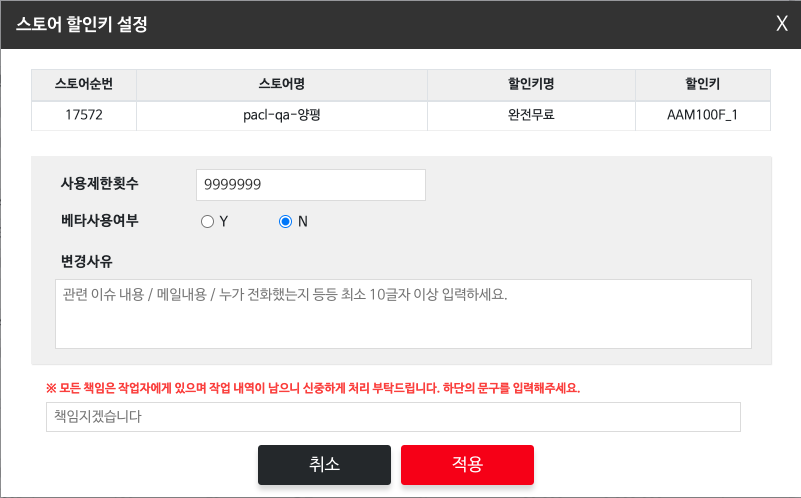 스토어 할인키 설정 X
스토어순번 스토어명 할인키명 할인키
17572 pacl-qa-양평 완전무료 AAM100F_1
사용제한횟수 9999999
베타사용여부 Y N
변경사유
관련 이슈 내용 / 메일내용 / 누가 전화했는지 등등 최소 10글자 이상 입력하세요.
※ 모든 책임은 작업자에게 있으며 작업 내역이 남으니 신중하게 처리 부탁드립니다. 하단의 문구를 입력해주세요.
책임지겠습니다
취소 적용